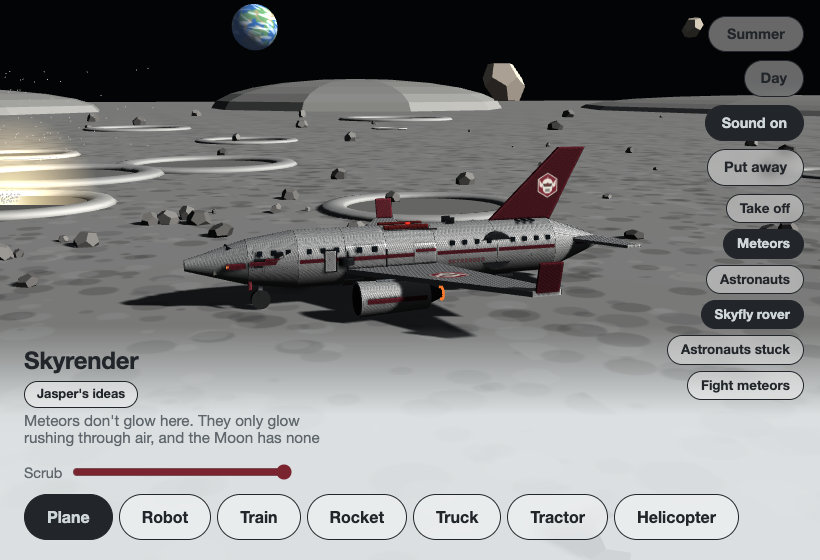 Summer
Day
Sound on
Put away
Take off
Meteors
Astronauts
Skyfly rover
Astronauts stuck
Fight meteors
Skyrender
Jasper's ideas
Meteors don't glow here. They only glow
rushing through air, and the Moon has none
Scrub
Plane
Robot
Train
Rocket
Truck
Tractor
Helicopter